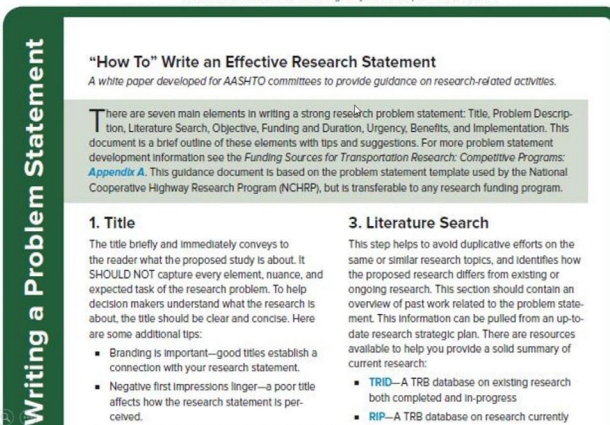 Writing a Problem Statement
“How To” Write an Effective Research Statement
A white paper developed for AASHTO committees to provide guidance on research-related activities.
There are seven main elements in writing a strong research problem statement: Title, Problem Descrip-
tion, Literature Search, Objective, Funding and Duration, Urgency, Benefits, and Implementation. This
document is a brief outline of these elements with tips and suggestions. For more problem statement
development information see the Funding Sources for Transportation Research: Competitive Programs:
Appendix A. This guidance document is based on the problem statement template used by the National
Cooperative Highway Research Program (NCHRP), but is transferable to any research funding program.
1. Title
The title briefly and immediately conveys to
the reader what the proposed study is about. It
SHOULD NOT capture every element, nuance, and
expected task of the research problem. To help
decision makers understand what the research is
about, the title should be clear and concise. Here
are some additional tips:
▪ Branding is important—good titles establish a
connection with your research statement.
▪ Negative first impressions linger—a poor title
affects how the research statement is per-
ceived.
3. Literature Search
This step helps to avoid duplicative efforts on the
same or similar research topics, and identifies how
the proposed research differs from existing or
ongoing research. This section should contain an
overview of past work related to the problem state-
ment. This information can be pulled from an up-to-
date research strategic plan. There are resources
available to help you provide a solid summary of
current research:
▪ TRID—A TRB database on existing research
both completed and in-progress
▪ RIP—A TRB database on research currently